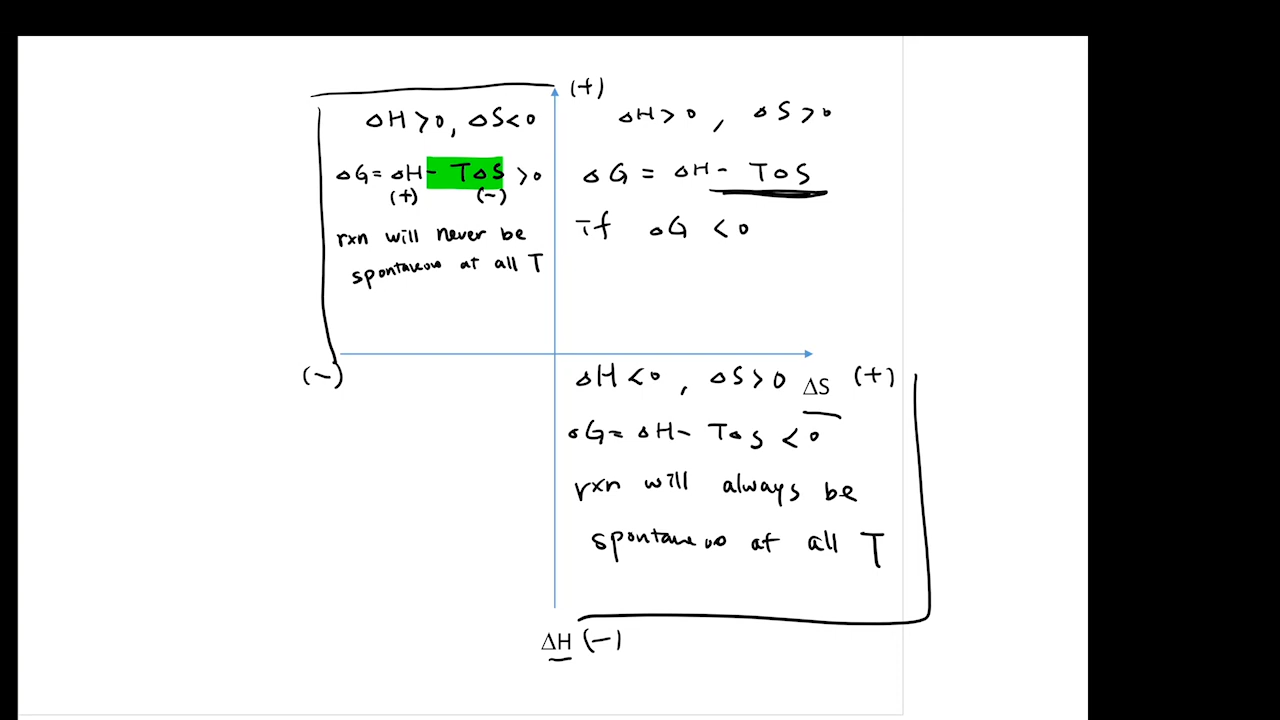 (+)
ΔH>0, ΔS<0
ΔG= ΔH- TΔS >0
(+) (-)
rxn will never be
spontaneous at all T
ΔH>0, ΔS>0
ΔG = ΔH- TΔS
if ΔG <0
(-)
ΔH<0, ΔS>0 ΔS (+)
ΔG= ΔH- TΔS <0
rxn will always be
spontaneous at all T
ΔH (-)